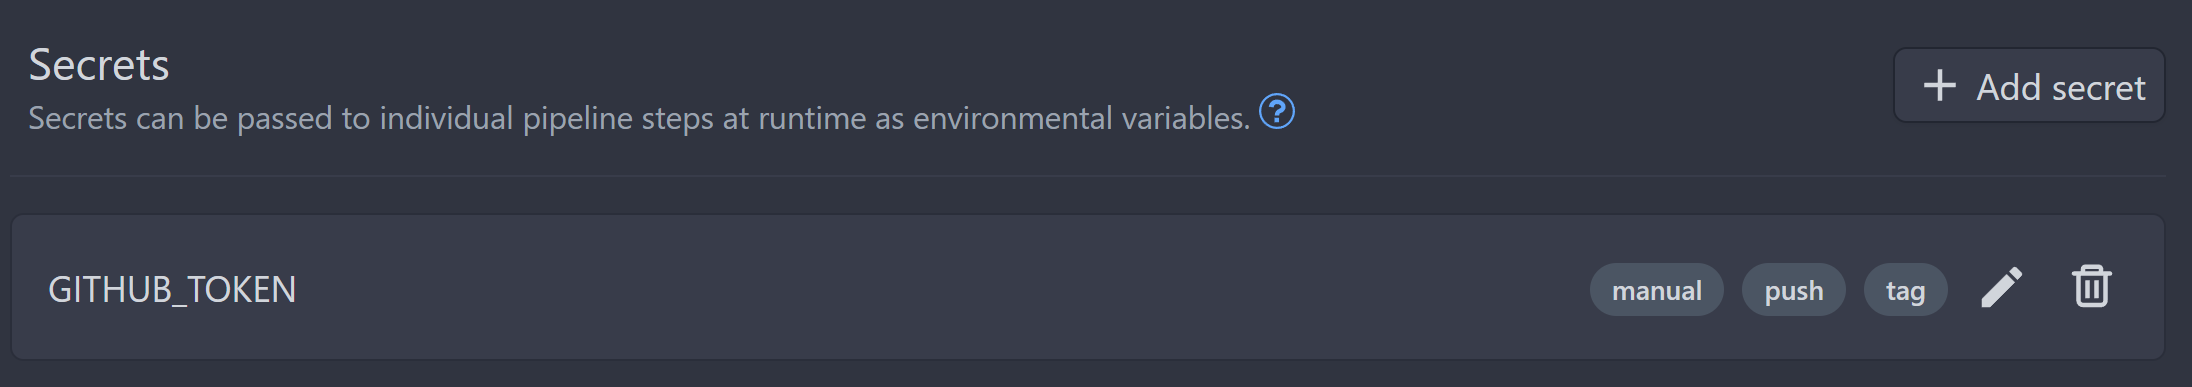 Secrets
Secrets can be passed to individual pipeline steps at runtime as environmental variables. ?
+ Add secret
GITHUB_TOKEN manual push tag